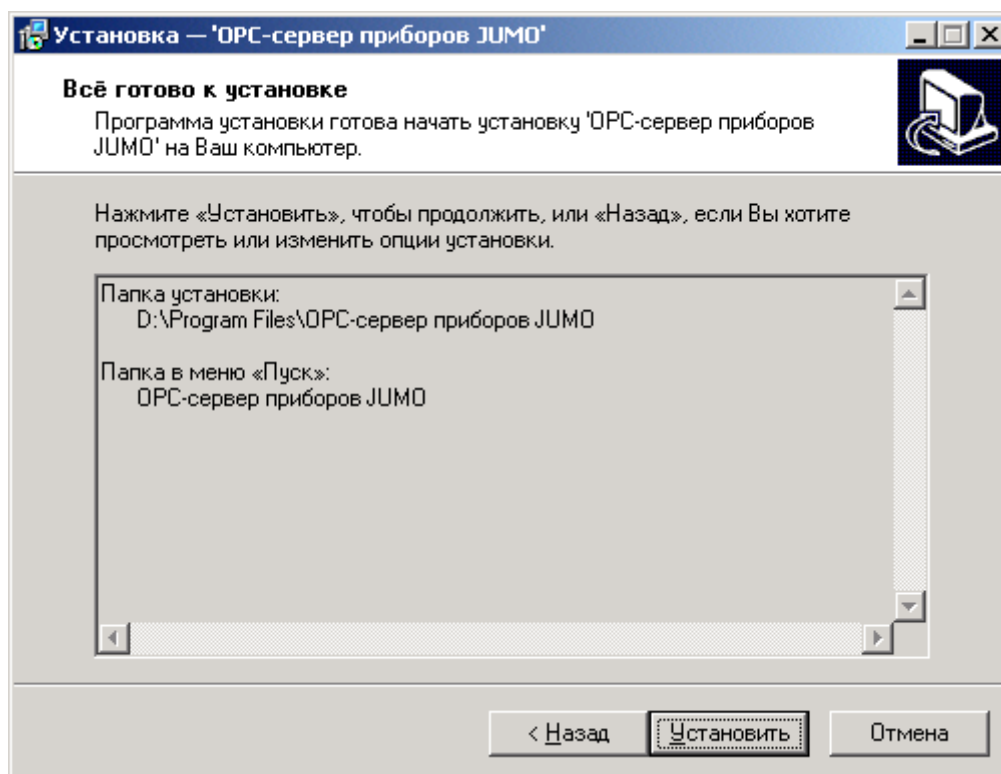 Установка — 'OPC-сервер приборов JUMO'
Всё готово к установке
Программа установки готова начать установку 'OPC-сервер приборов
JUMO' на Ваш компьютер.
Нажмите «Установить», чтобы продолжить, или «Назад», если Вы хотите
просмотреть или изменить опции установки.
Папка установки:
D:\Program Files\OPC-сервер приборов JUMO
Папка в меню «Пуск»:
OPC-сервер приборов JUMO
< Назад
Установить
Отмена